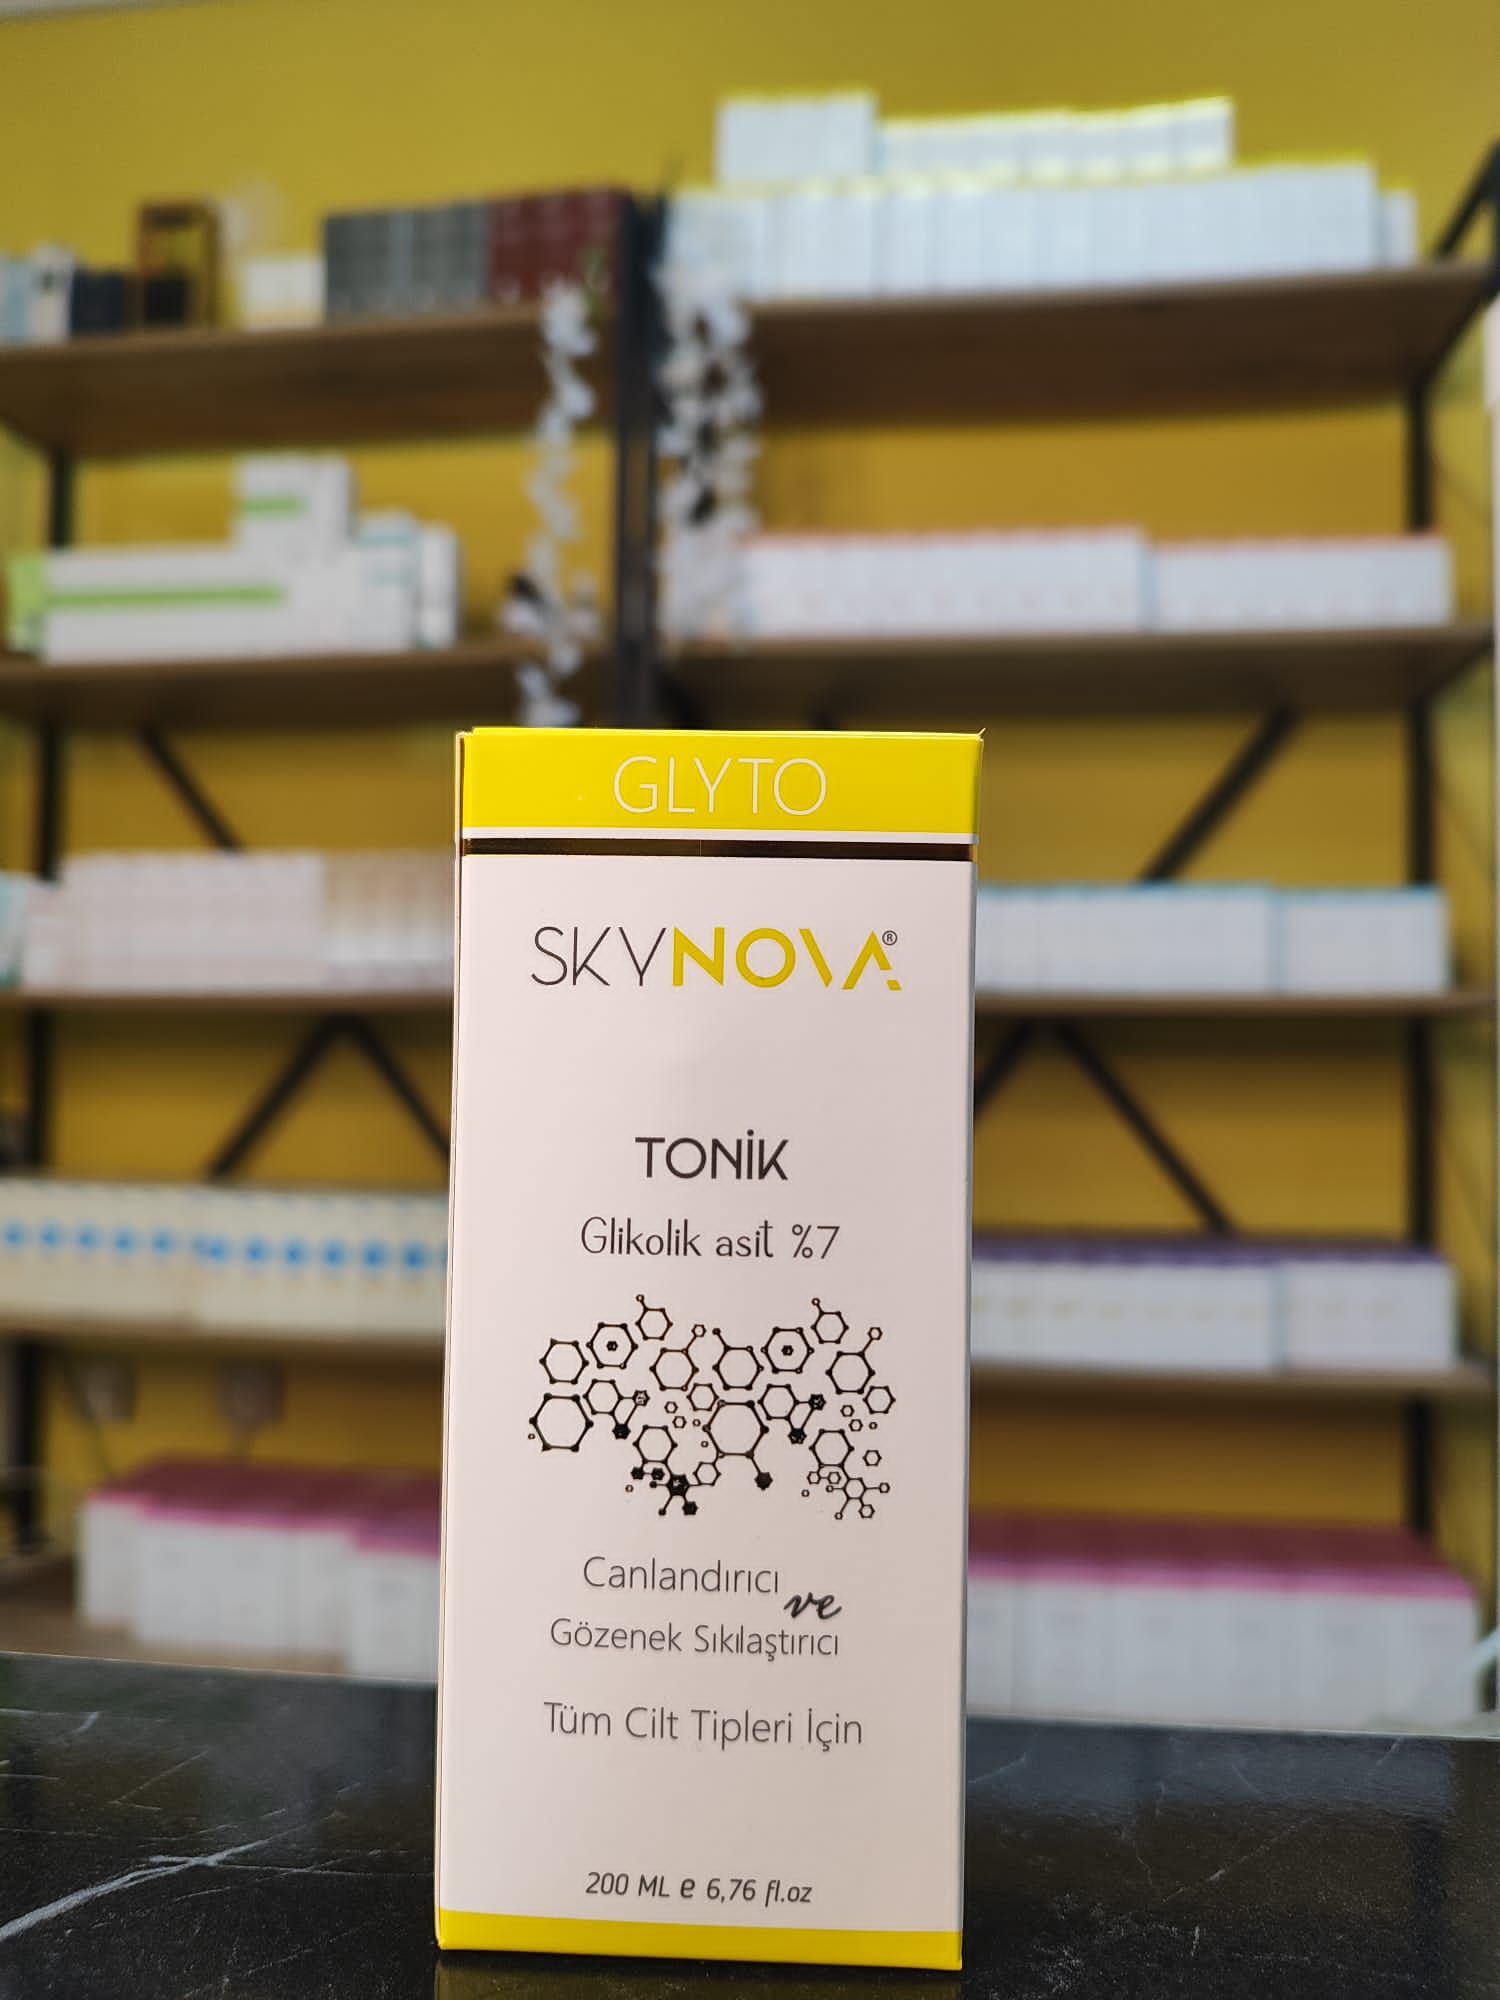 GLYTO
SKYNOVA®
TONİK
Glikolik asit %7
Canlandırıcı ve
Gözenek Sıkılaştırıcı
Tüm Cilt Tipleri İçin
200 ML e 6,76 fl.oz